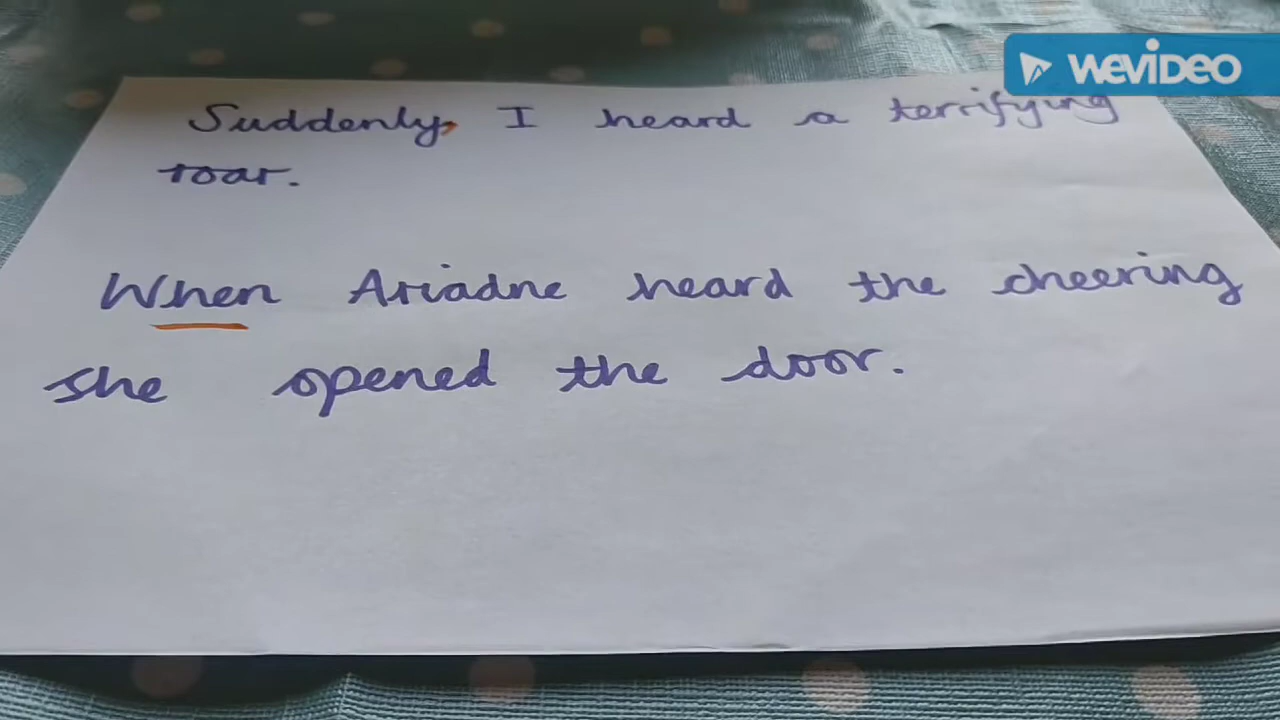 WEVIDEO
Suddenly, I heard a terrifying
roar.
When Ariadne heard the cheering
she opened the door.